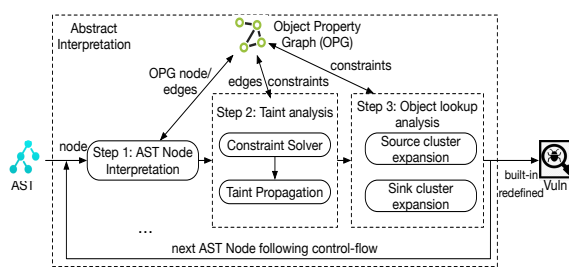 Abstract
Interpretation
Object Property
Graph (OPG)
OPG node/
edges
edges
constraints
constraints
Step 2: Taint analysis
Step 3: Object lookup
analysis
node
Step 1: AST Node
Interpretation
Constraint Solver
Taint Propagation
Source cluster
expansion
Sink cluster
expansion
AST
built-in
redefined
Vuln
...
next AST Node following control-flow